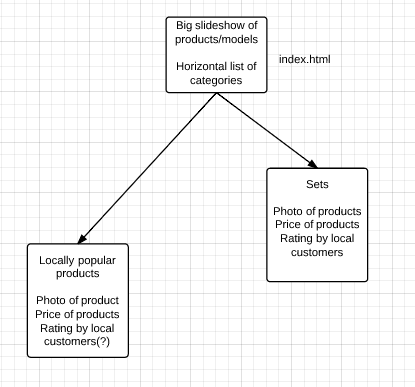 Big slideshow of
products/models
Horizontal list of
categories
index.html
Sets
Photo of products
Price of products
Rating by local
customers
Locally popular
products
Photo of product
Price of products
Rating by local
customers(?)